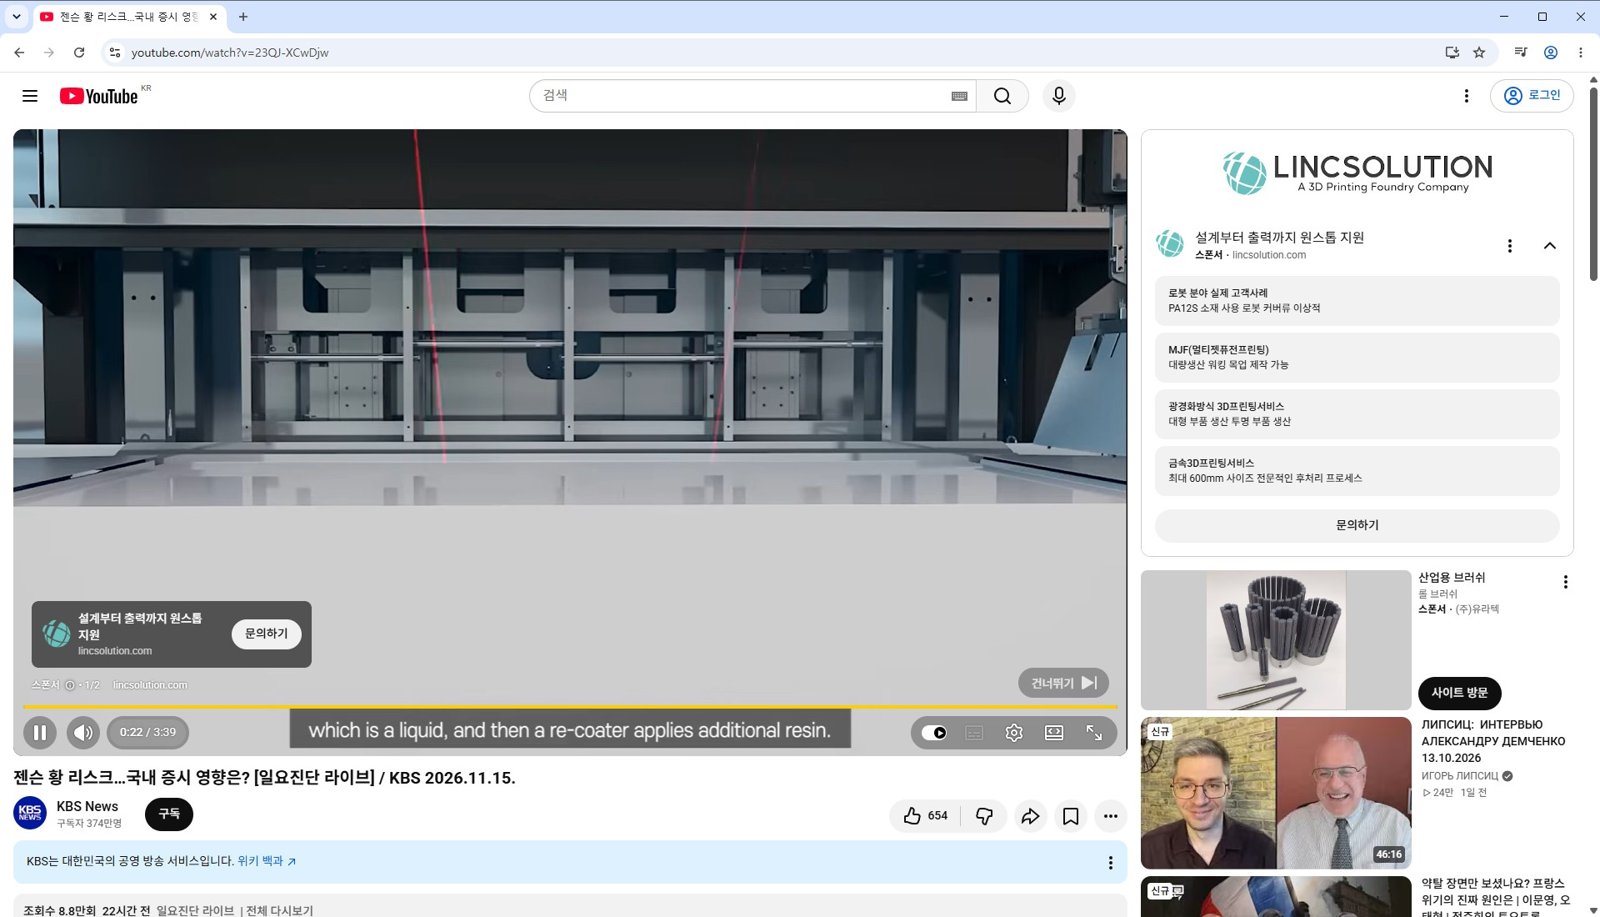 젠슨 황 리스크...국내 증시 영향
youtube.com/watch?v=23QJ-XCwDjw
YouTube KR
검색
로그인
LINCSOLUTION
A 3D Printing Foundry Company
설계부터 출력까지 원스톱 지원
스폰서 · lincsolution.com
로봇 분야 실제 고객사례
PA12S 소재 사용 로봇 커버류 이상적
MJF(멀티젯퓨전프린팅)
대량생산 워킹 목업 제작 가능
광경화방식 3D프린팅서비스
대형 부품 생산 투명 부품 생산
금속3D프린팅서비스
최대 600mm 사이즈 전문적인 후처리 프로세스
문의하기
설계부터 출력까지 원스톱
지원
lincsolution.com
문의하기
스폰서 · 1/2 lincsolution.com
건너뛰기
0:22 / 3:39
which is a liquid, and then a re-coater applies additional resin.
젠슨 황 리스크...국내 증시 영향은? [일요진단 라이브] / KBS 2026.11.15.
KBS NEWS
KBS News
구독자 374만명
구독
654
KBS는 대한민국의 공영 방송 서비스입니다. 위키 백과
조회수 8.8만회 22시간 전 일요진단 라이브 | 전체 다시보기
산업용 브러쉬
롤 브러쉬
스폰서 · (주)유라텍
사이트 방문
신규
46:16
ЛИПСИЦ: ИНТЕРВЬЮ
АЛЕКСАНДРУ ДЕМЧЕНКО
13.10.2026
ИГОРЬ ЛИПСИЦ
24만 1일 전
신규
약탈 장면만 보셨나요? 프랑스
위기의 진짜 원인은 | 이문영, 오